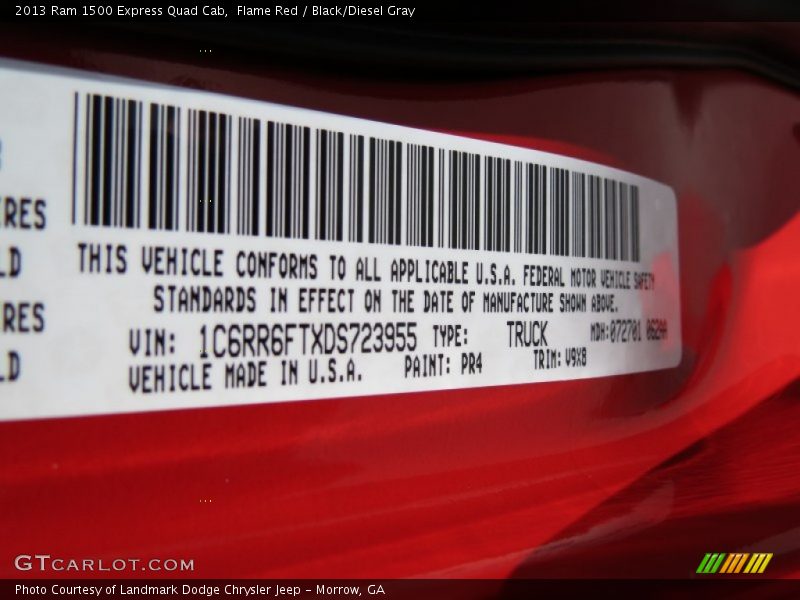 2013 Ram 1500 Express Quad Cab,  Flame Red / Black/Diesel Gray
RES
LD
RES
LD
THIS VEHICLE CONFORMS TO ALL APPLICABLE U.S.A. FEDERAL MOTOR VEHICLE SAFETY
STANDARDS IN EFFECT ON THE DATE OF MANUFACTURE SHOWN ABOVE.
VIN: 1C6RR6FTXDS723955 TYPE: TRUCK MDH:072701 062AA
VEHICLE MADE IN U.S.A. PAINT: PR4 TRIM: V9X8
GTCARLOT.COM
Photo Courtesy of Landmark Dodge Chrysler Jeep - Morrow, GA